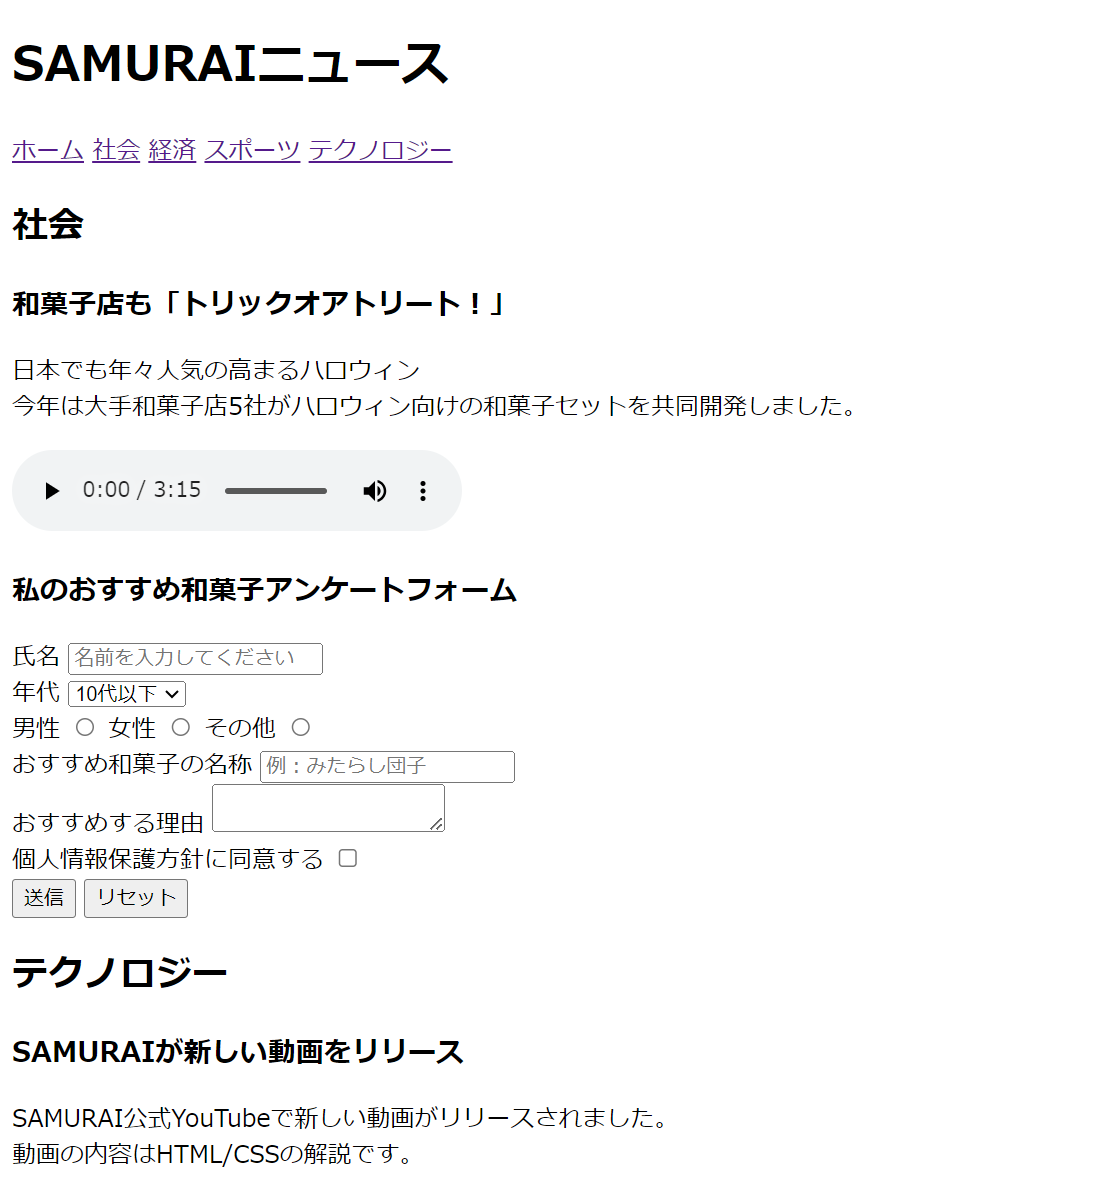 SAMURAIニュース
ホーム 社会 経済 スポーツ テクノロジー
社会
和菓子店も「トリックオアトリート！」
日本でも年々人気の高まるハロウィン
今年は大手和菓子店5社がハロウィン向けの和菓子セットを共同開発しました。
0:00 / 3:15
私のおすすめ和菓子アンケートフォーム
氏名 名前を入力してください
年代 10代以下
男性 女性 その他
おすすめ和菓子の名称 例：みたらし団子
おすすめする理由
個人情報保護方針に同意する
送信 リセット
テクノロジー
SAMURAIが新しい動画をリリース
SAMURAI公式YouTubeで新しい動画がリリースされました。
動画の内容はHTML/CSSの解説です。